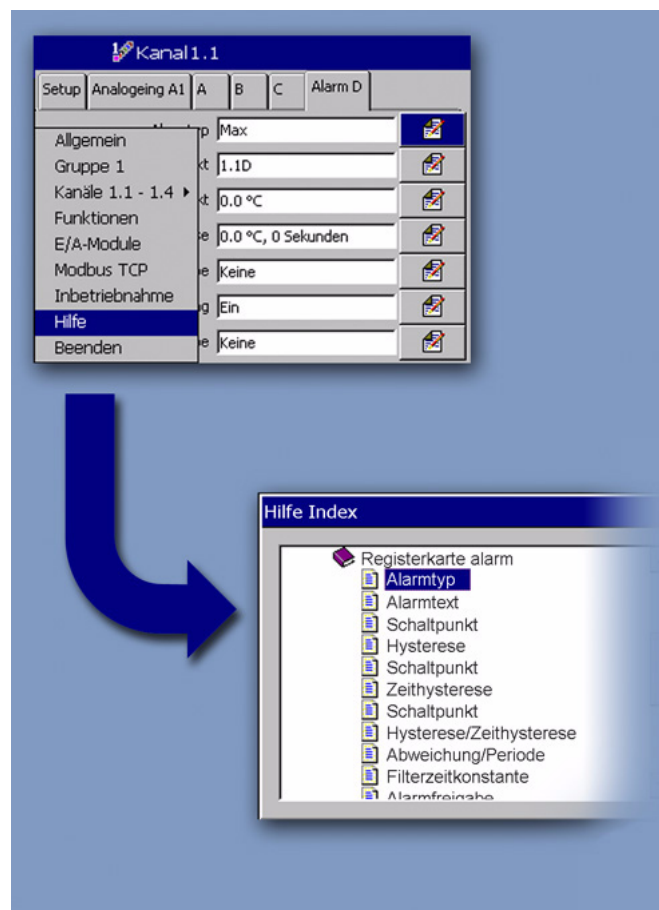 Kanal1.1
Setup Analogeing A1 A B C Alarm D
Max
1.1D
0.0 °C
0.0 °C, 0 Sekunden
Keine
Ein
Keine
Allgemein
Gruppe 1
Kanäle 1.1 - 1.4
Funktionen
E/A-Module
Modbus TCP
Inbetriebnahme
Hilfe
Beenden
Hilfe Index
Registerkarte alarm
Alarmtyp
Alarmtext
Schaltpunkt
Hysterese
Schaltpunkt
Zeithysterese
Schaltpunkt
Hysterese/Zeithysterese
Abweichung/Periode
Filterzeitkonstante
Alarmfreigabe